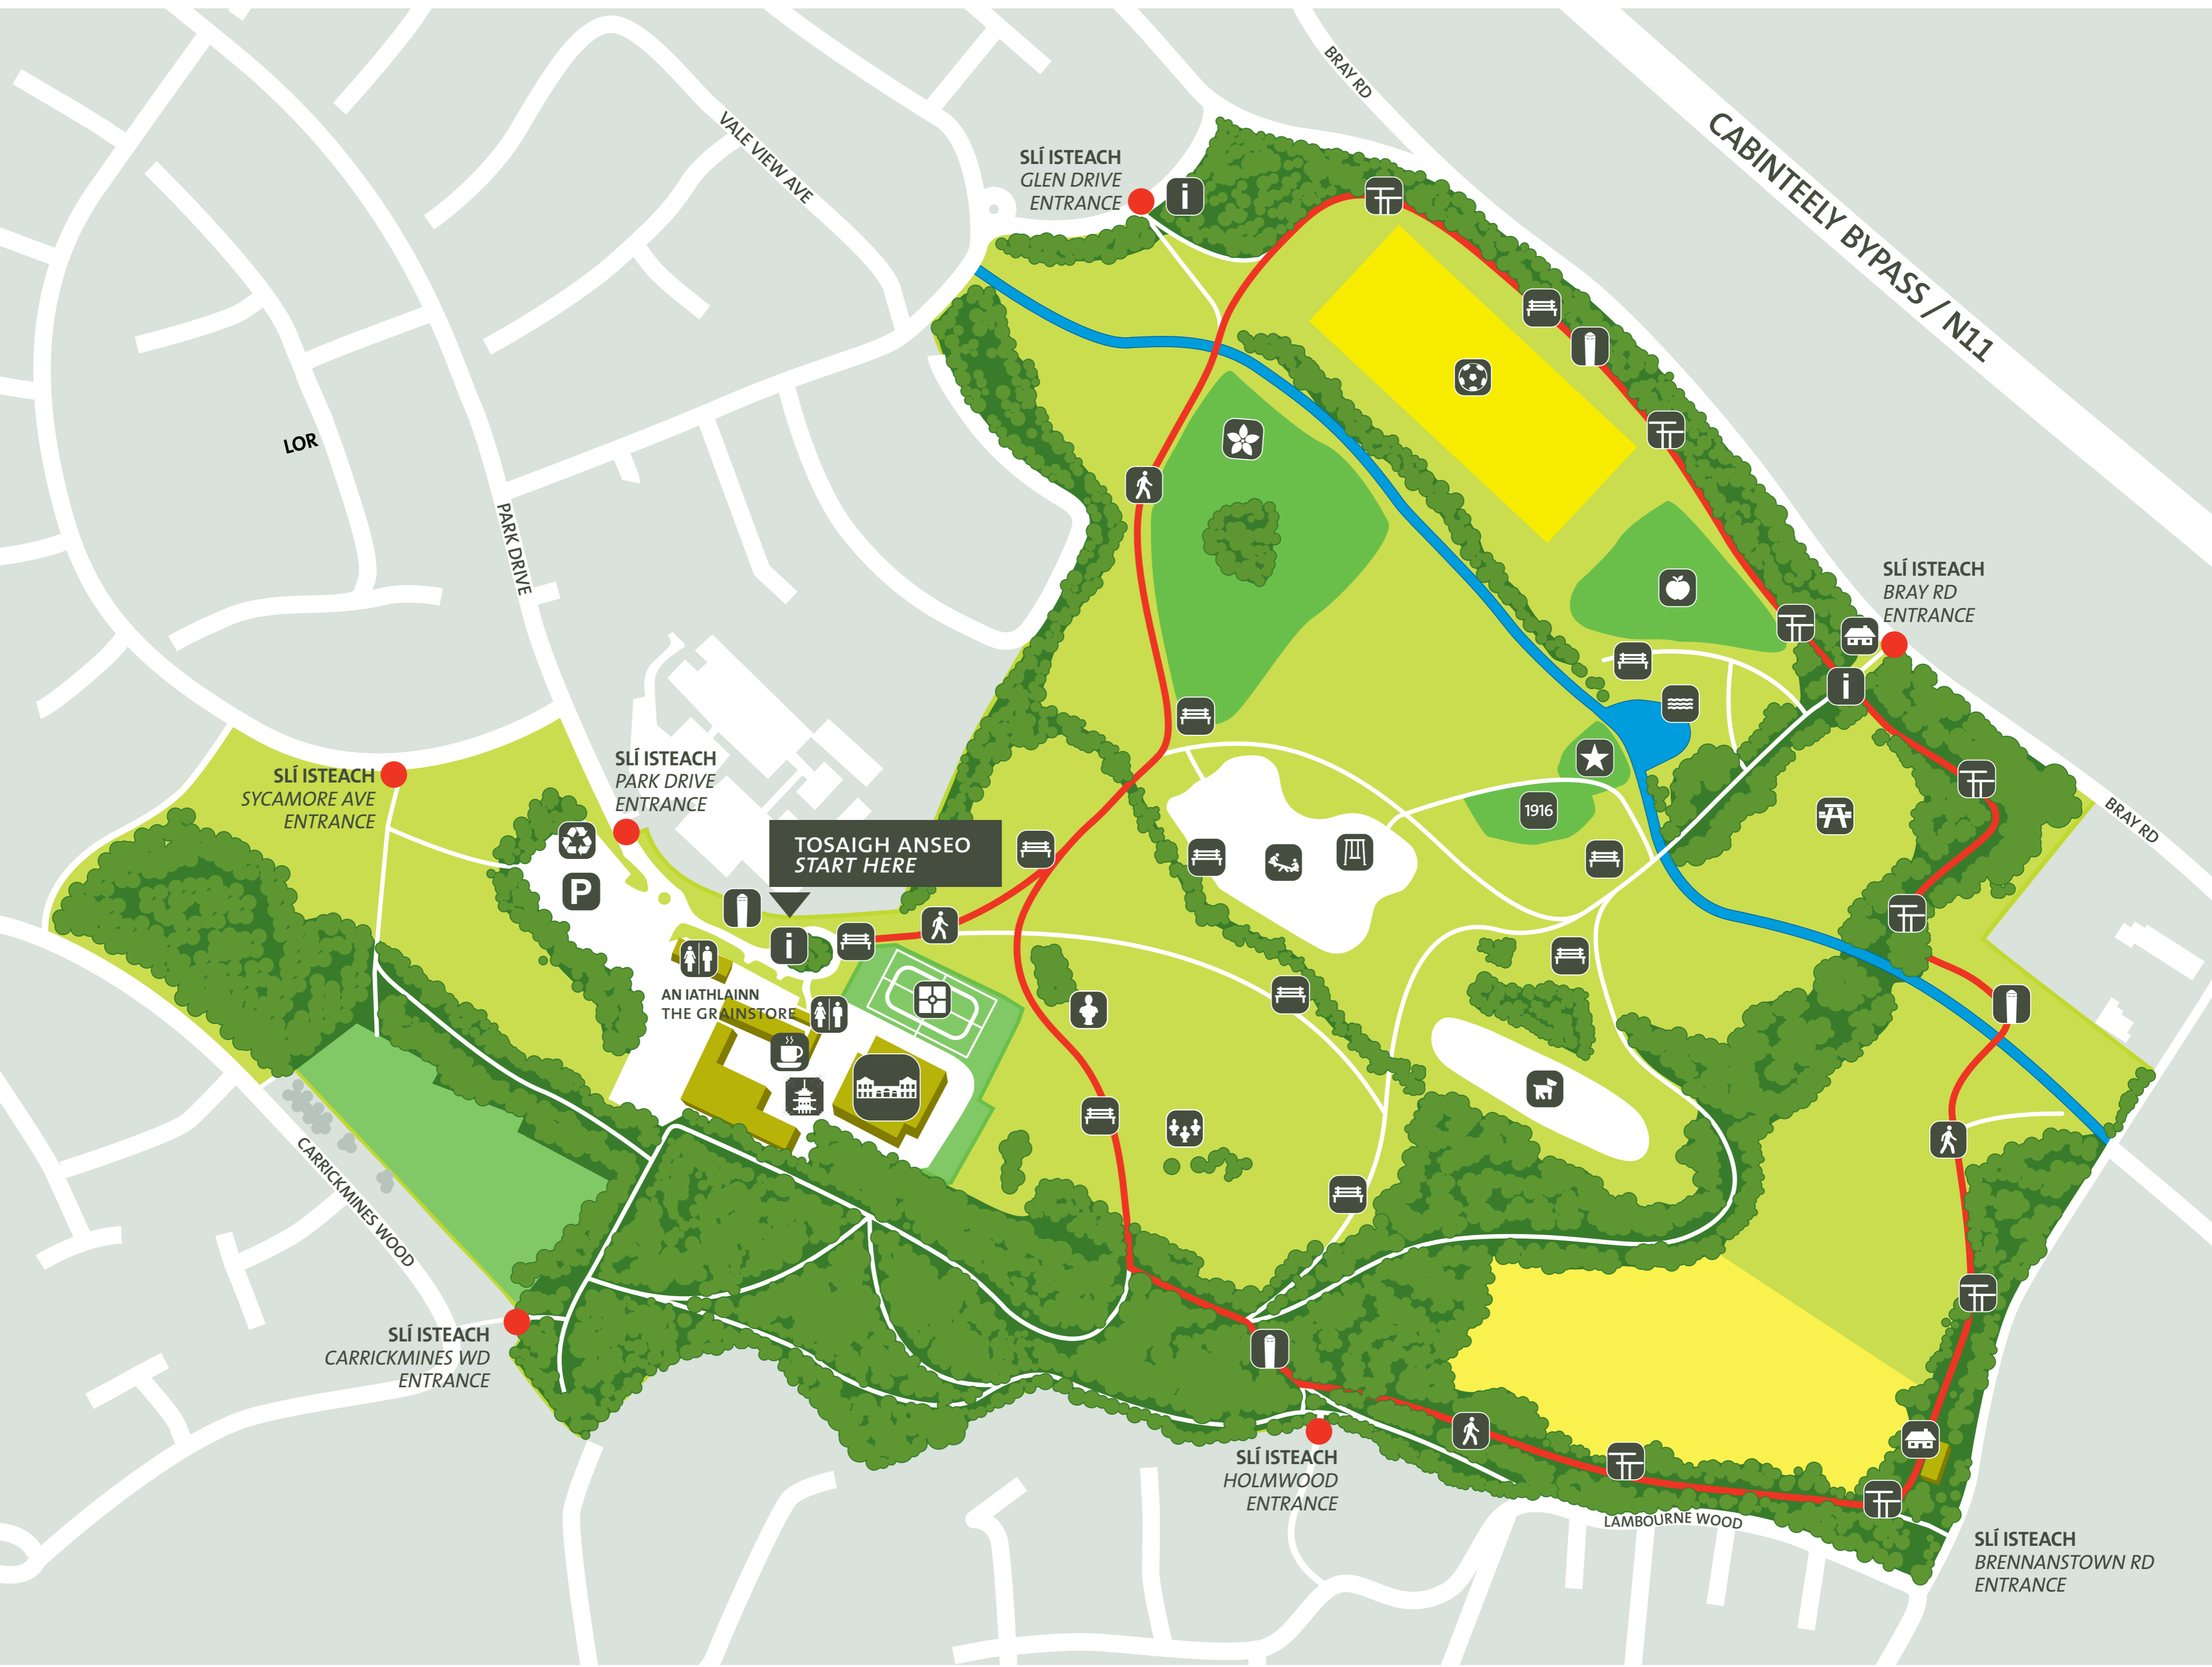 BRAY RD
CABINTEELY BYPASS / N11
VALE VIEW AVE
SLÍ ISTEACH
GLEN DRIVE
ENTRANCE
i
LOR
PARK DRIVE
SLÍ ISTEACH
BRAY RD
ENTRANCE
i
SLÍ ISTEACH
SYCAMORE AVE
ENTRANCE
SLÍ ISTEACH
PARK DRIVE
ENTRANCE
1916
BRAY RD
TOSAIGH ANSEO
START HERE
P
i
AN IATHLAINN
THE GRAINSTORE
CARRICKMINES WOOD
SLÍ ISTEACH
CARRICKMINES WD
ENTRANCE
SLÍ ISTEACH
HOLMWOOD
ENTRANCE
LAMBOURNE WOOD
SLÍ ISTEACH
BRENNANSTOWN RD
ENTRANCE